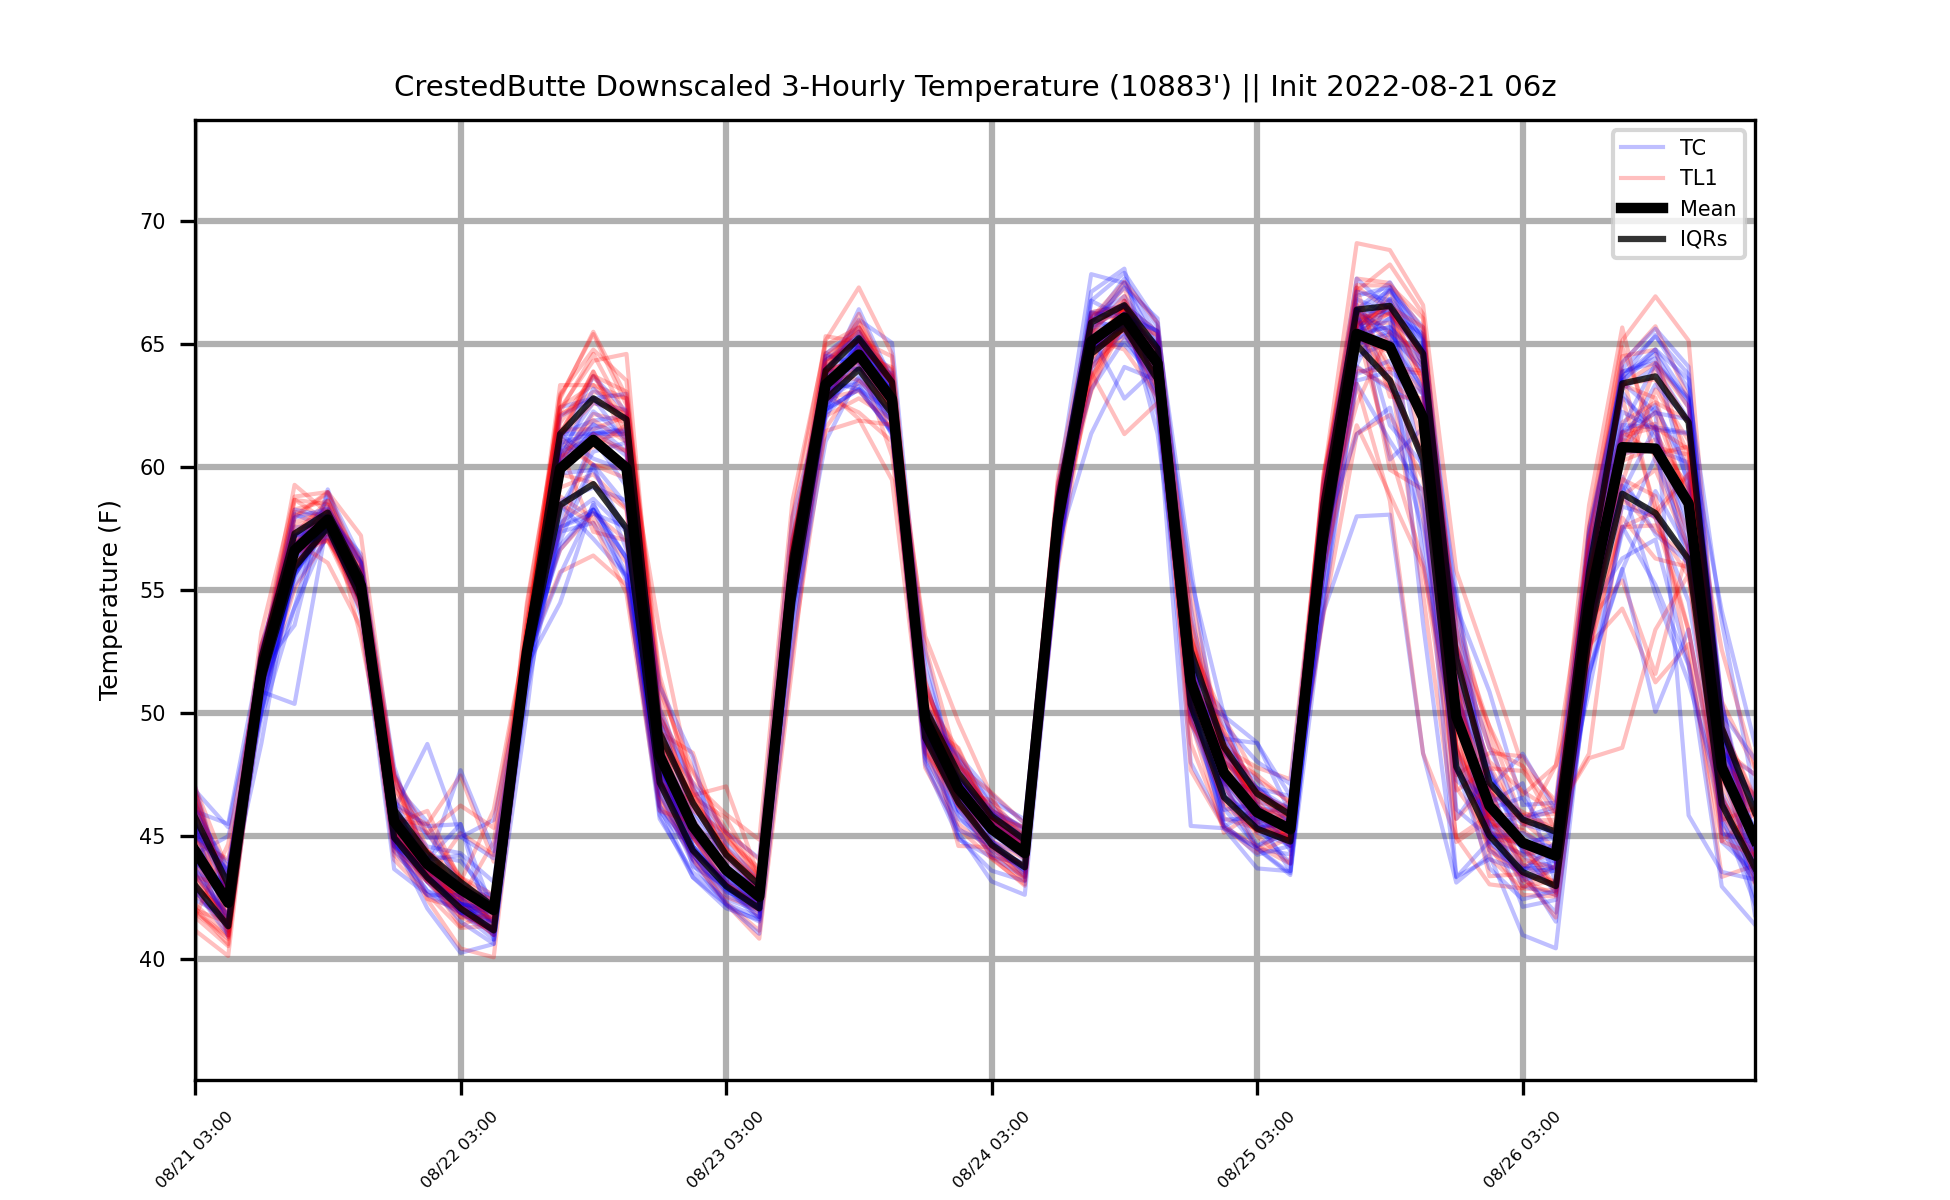 CrestedButte Downscaled 3-Hourly Temperature (10883') || Init 2022-08-21 06z
TC
TL1
Mean
IQRs
Temperature (F)
70
65
60
55
50
45
40
08/21 03:00
08/22 03:00
08/23 03:00
08/24 03:00
08/25 03:00
08/26 03:00